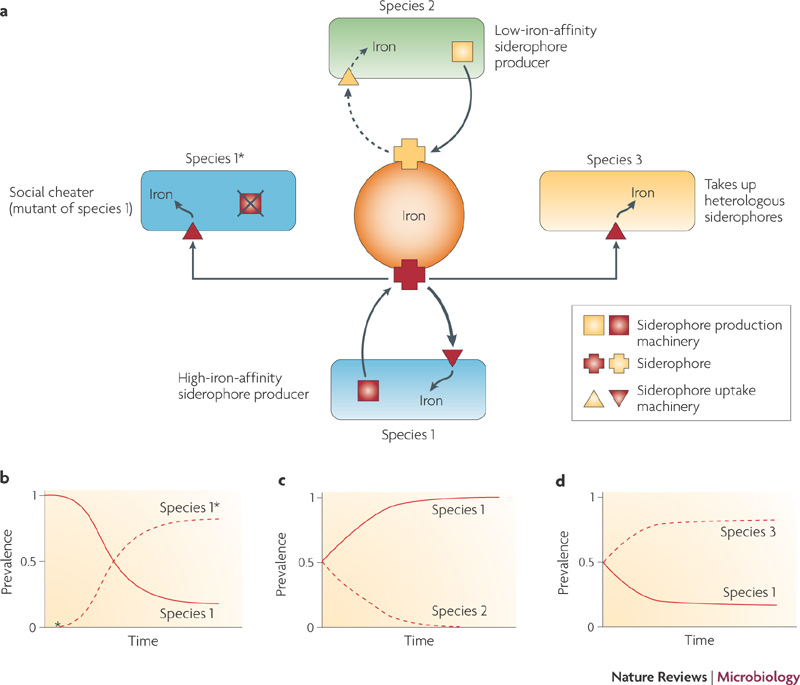 a
Species 2
Iron
Low-iron-affinity
siderophore
producer
Species 1*
Social cheater
(mutant of species 1)
Iron
Iron
Species 3
Iron
Takes up
heterologous
siderophores
High-iron-affinity
siderophore producer
Iron
Species 1
Siderophore production
machinery
Siderophore
Siderophore uptake
machinery
b
Prevalence
1
0.5
0
*
Species 1*
Species 1
Time
c
Prevalence
1
0.5
0
Species 1
Species 2
Time
d
Prevalence
1
0.5
0
Species 3
Species 1
Time
Nature Reviews | Microbiology